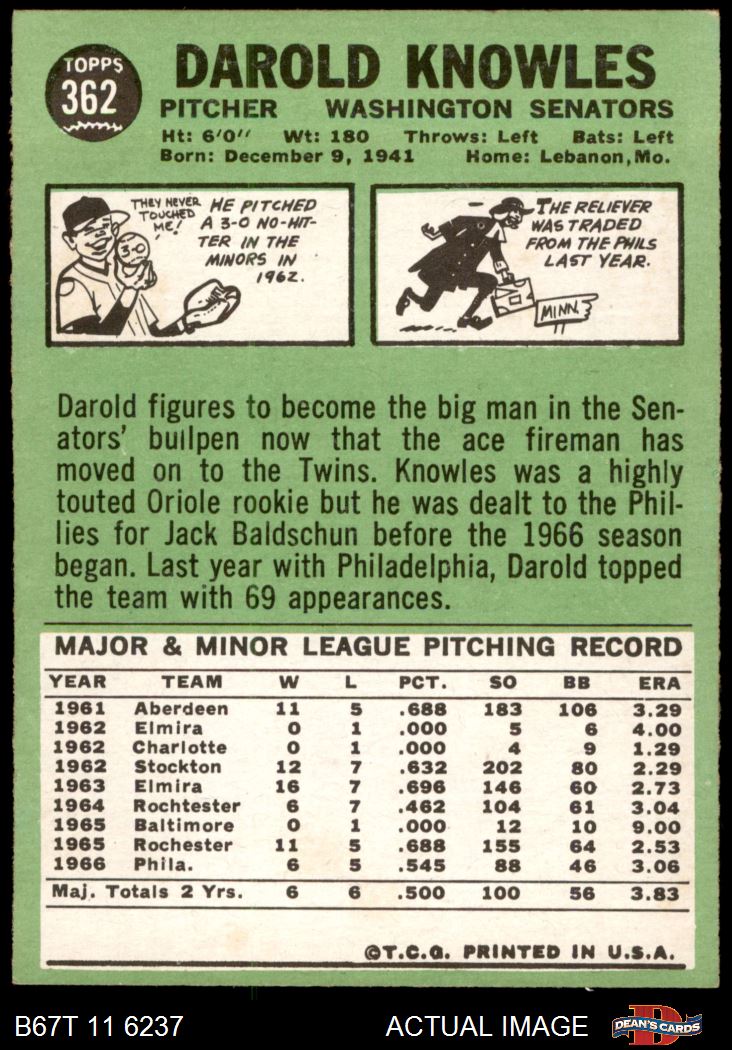 TOPPS
362
DAROLD KNOWLES
PITCHER WASHINGTON SENATORS
Ht: 6'0" Wt: 180 Throws: Left Bats: Left
Born: December 9, 1941 Home: Lebanon, Mo.
THEY NEVER
TOUCHED
ME!
3-0
HE PITCHED
A 3-0 NO-HIT-
TER IN THE
MINORS IN
1962.
THE RELIEVER
WAS TRADED
FROM THE PHILS
LAST YEAR.
MINN.
Darold figures to become the big man in the Sen-
ators' bullpen now that the ace fireman has
moved on to the Twins. Knowles was a highly
touted Oriole rookie but he was dealt to the Phil-
lies for Jack Baldschun before the 1966 season
began. Last year with Philadelphia, Darold topped
the team with 69 appearances.
MAJOR & MINOR LEAGUE PITCHING RECORD
YEAR TEAM W L PCT. SO BB ERA
1961 Aberdeen 11 5 .688 183 106 3.29
1962 Elmira 0 1 .000 5 6 4.00
1962 Charlotte 0 1 .000 4 9 1.29
1962 Stockton 12 7 .632 202 80 2.29
1963 Elmira 16 7 .696 146 60 2.73
1964 Rochtester 6 7 .462 104 61 3.04
1965 Baltimore 0 1 .000 12 10 9.00
1965 Rochester 11 5 .688 155 64 2.53
1966 Phila. 6 5 .545 88 46 3.06
Maj. Totals 2 Yrs. 6 6 .500 100 56 3.83
©T.C.G. PRINTED IN U.S.A.
B67T 11 6237 ACTUAL IMAGE
D
DEAN'S CARDS